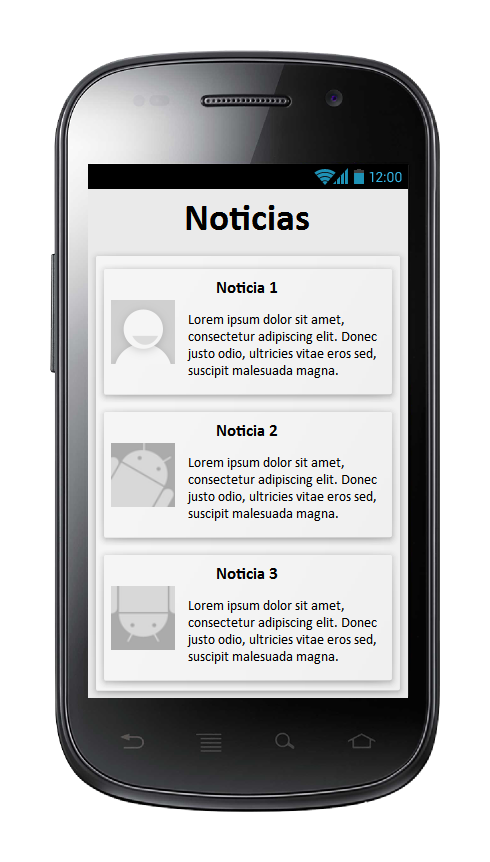 12:00
Noticias
Noticia 1
Lorem ipsum dolor sit amet,
consectetur adipiscing elit. Donec
justo odio, ultricies vitae eros sed,
suscipit malesuada magna.
Noticia 2
Lorem ipsum dolor sit amet,
consectetur adipiscing elit. Donec
justo odio, ultricies vitae eros sed,
suscipit malesuada magna.
Noticia 3
Lorem ipsum dolor sit amet,
consectetur adipiscing elit. Donec
justo odio, ultricies vitae eros sed,
suscipit malesuada magna.